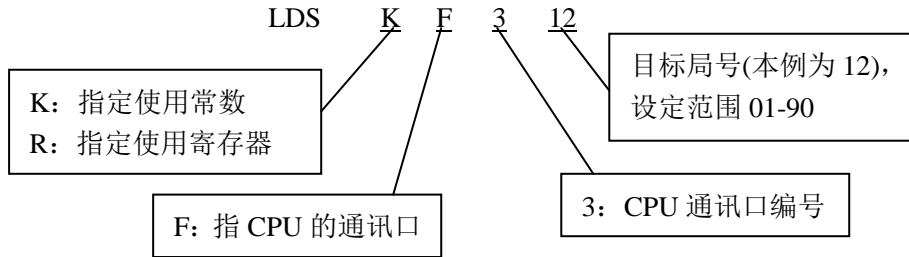 LDS K F 3 12
K：指定使用常数
R：指定使用寄存器
目标局号(本例为 12)，
设定范围 01-90
F：指 CPU 的通讯口
3：CPU 通讯口编号